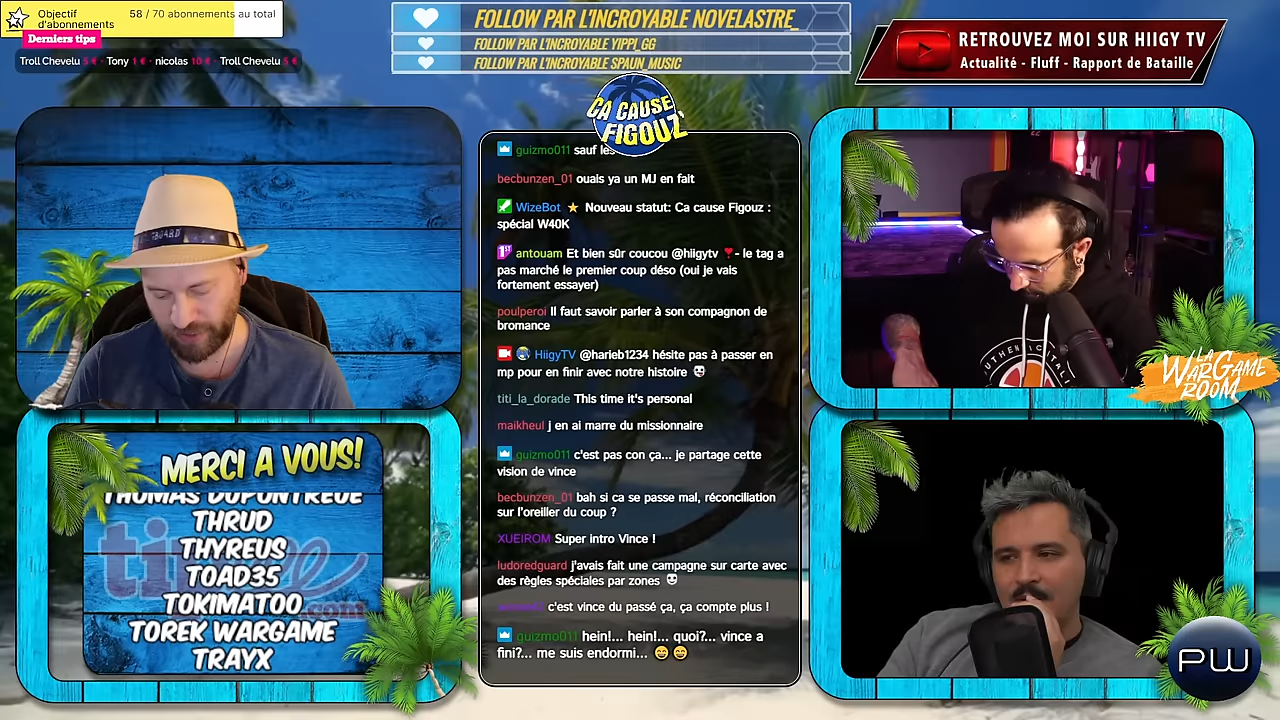 Objectif
d'abonnements
58 / 70 abonnements au total
Derniers tips
Troll Chevelu 5 € · Tony 1 € · nicolas 10 € · Troll Chevelu 5 €
FOLLOW PAR L'INCROYABLE NOVELASTRE_
FOLLOW PAR L'INCROYABLE YIPPI_GG
FOLLOW PAR L'INCROYABLE SPAUN_MUSIC
RETROUVEZ MOI SUR HIIGY TV
Actualité - Fluff - Rapport de Bataille
CA CAUSE
FIGOUZ'
guizmo011 sauf les
becbunzen_01 ouais ya un MJ en fait
WizeBot Nouveau statut: Ca cause Figouz :
spécial W40K
1ST antouam Et bien sûr coucou @hiigytv - le tag a
pas marché le premier coup déso (oui je vais
fortement essayer)
poulperoi Il faut savoir parler à son compagnon de
bromance
HiigyTV @harleb1234 hésite pas à passer en
mp pour en finir avec notre histoire
titi_la_dorade This time it's personal
maikheul j en ai marre du missionnaire
guizmo011 c'est pas con ça... je partage cette
vision de vince
becbunzen_01 bah si ca se passe mal, réconciliation
sur l'oreiller du coup ?
XUEIROM Super intro Vince !
ludoredguard j'avais fait une campagne sur carte avec
des règles spéciales par zones
c'est vince du passé ça, ça compte plus !
guizmo011 hein!... hein!... quoi?... vince a
fini?... me suis endormi...
LA
WARGAME
ROOM
MERCI A VOUS!
THOMAS DUPONTREUE
THRUD
THYREUS
TOAD35
TOKIMATOO
.com
TOREK WARGAME
TRAYX
PW